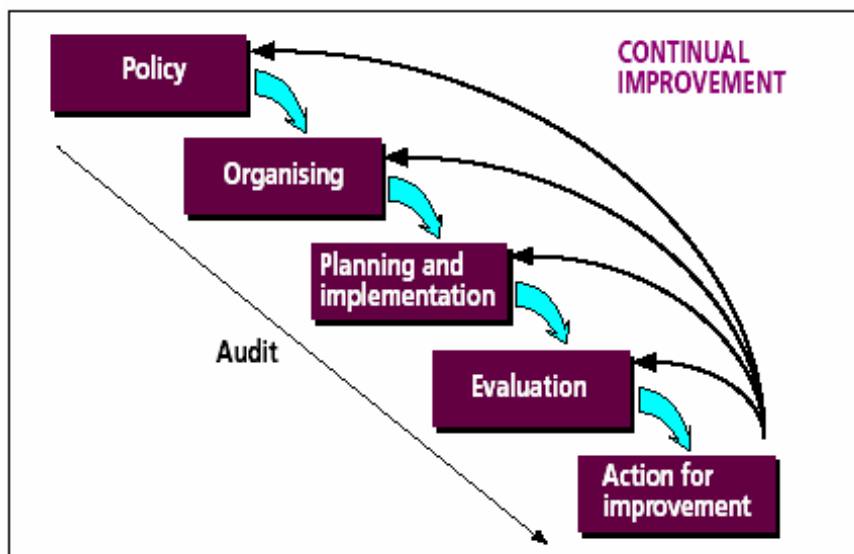 CONTINUAL
IMPROVEMENT
Policy
Organising
Planning and
implementation
Audit
Evaluation
Action for
improvement